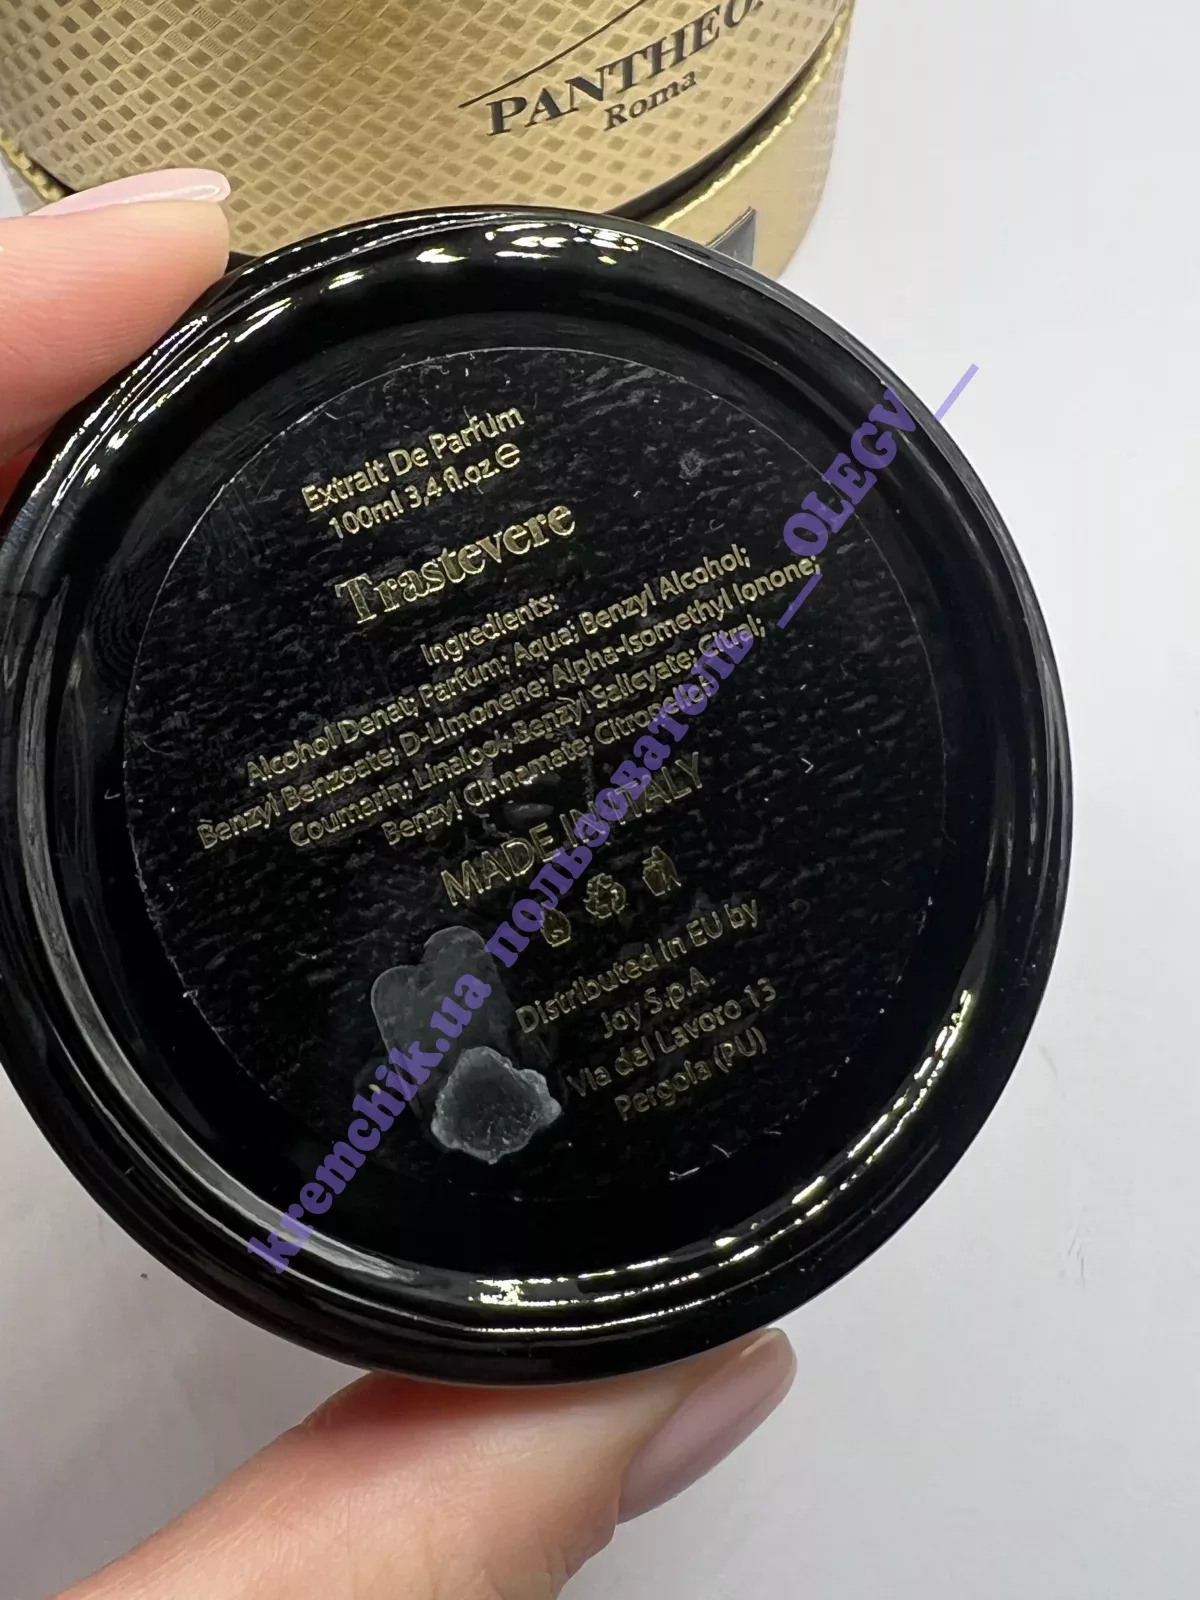 PANTHEO
Roma
Extrait De Parfum
100ml 3,4 fl.oz.℮
Trastevere
Ingredients:
Alcohol Denat; Parfum; Aqua; Benzyl Alcohol;
Benzyl Benzoate; D-Limonene; Alpha-Isomethyl Ionone;
Coumarin; Linalool; Benzyl Salicyate; Citral;
Benzyl Cinnamate; Citronellol
MADE IN ITALY
Distributed in EU by
Joy S.p.A.
Via del Lavoro 13
Pergola (PU)
kremchik.ua пользователь __OLEGV__